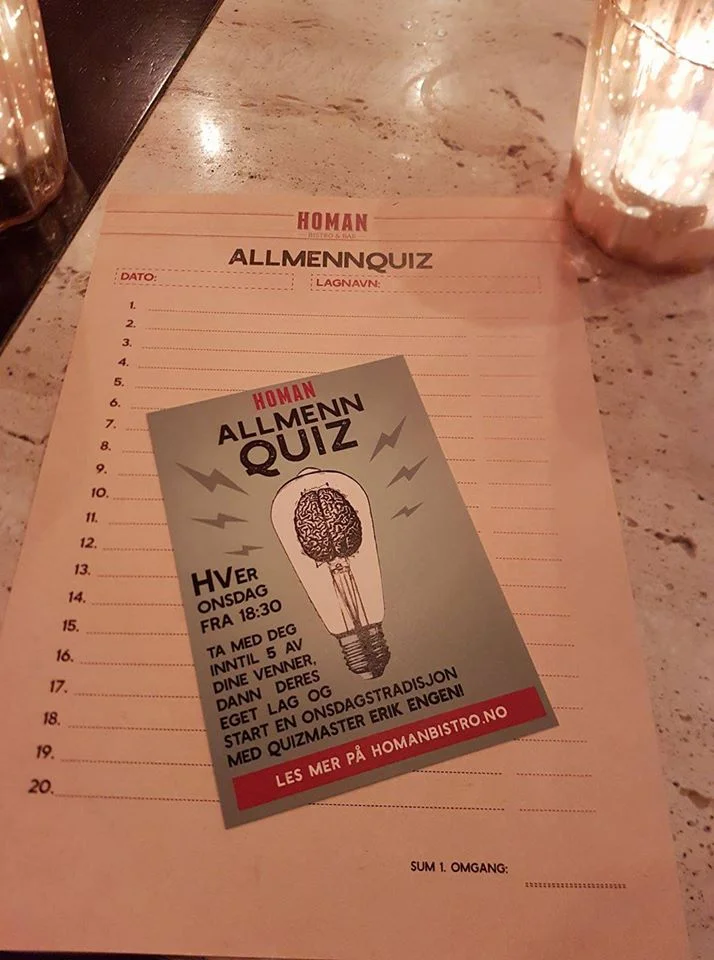 HOMAN
BISTRO & BAR
ALLMENNQUIZ
DATO:
LAGNAVN:
1.
2.
3.
4.
5.
6.
7.
8.
9.
10.
11.
12.
13.
14.
15.
16.
17.
18.
19.
20.
SUM 1. OMGANG:
HOMAN
ALLMENN
QUIZ
HVER
ONSDAG
FRA 18:30
TA MED DEG
INNTIL 5 AV
DINE VENNER,
DANN DERES
EGET LAG OG
START EN ONSDAGSTRADISJON
MED QUIZMASTER ERIK ENGEN!
LES MER PÅ HOMANBISTRO.NO